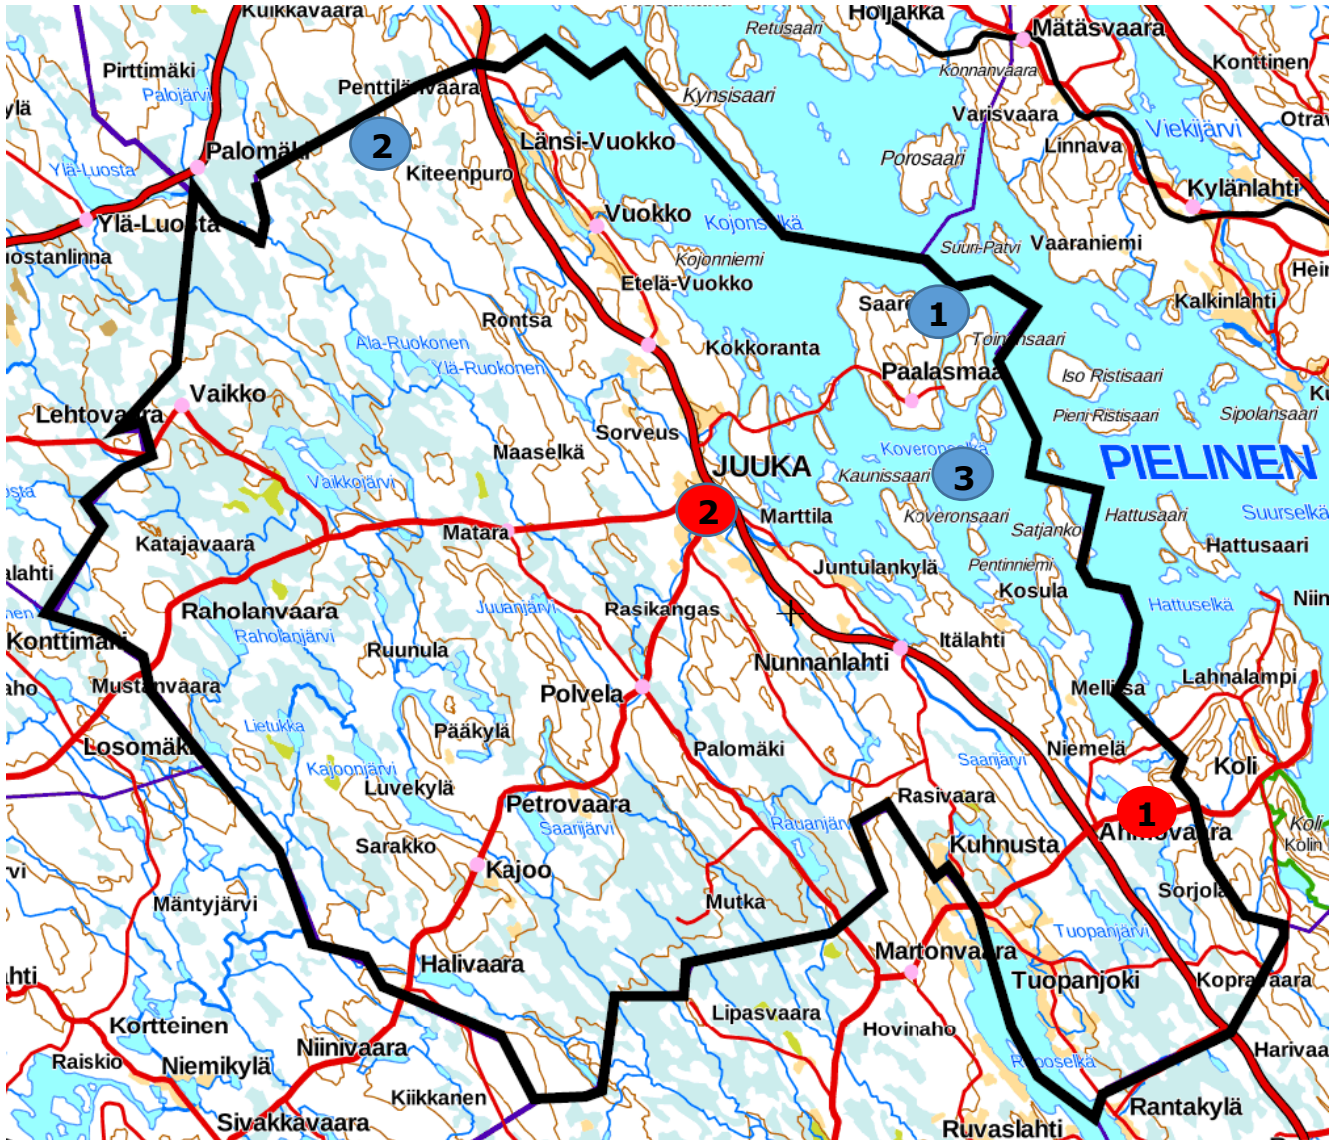 Kuikkavaara
Retusaari
Höljäkkä
Mätäsvaara
Pirttimäki
Palojärvi
Konnanvaara
Konttinen
Penttilänvaara
Kynsisaari
Varisvaara
Viekijärvi
2
Länsi-Vuokko
Linnava
Palomäki
Porosaari
Ylä-Luosta
Kiteenpuro
Kylänlahti
Ylä-Luosta
Vuokko
Kojonselkä
Suuri-Patvi
Vaaraniemi
Kojonniemi
Etelä-Vuokko
Kalkinlahti
1
Rontsa
Ala-Ruokonen
Toinensaari
Kokkoranta
Ylä-Ruokonen
Paalasmaa
Iso Ristisaari
Vaikko
Lehtovaara
Pieni Ristisaari
Sipolansaari
Sorveus
Maaselkä
JUUKA
PIELINEN
Kaunissaari
3
Vaikkojärvi
2
Marttila
Koveronsaari
Hattusaari
Suurselkä
Satjanko
Matara
Katajavaara
Hattusaari
Juntulankylä
Pentinniemi
Kosula
Raholanvaara
Juuanjärvi
Rasikangas
Hattuselkä
Raholanjärvi
Konttimäki
Ruunula
Itälahti
Nunnanlahti
Mustanvaara
Polvela
Mellisa
Lahnalampi
Lietukka
Pääkylä
Losomäki
Palomäki
Niemelä
Saarijärvi
Kajoonjärvi
Koli
Luvekylä
Petrovaara
Rasivaara
1
Saarijärvi
Rauanjärvi
Koli
Ahmovaara
Kuhnusta
Sarakko
Kolin
Kajoo
Sorjola
Mäntyjärvi
Mutka
Tuopanjärvi
Martonvaara
Halivaara
Tuopanjoki
Kopravaara
Lipasvaara
Kortteinen
Hovinaho
Niinivaara
Raiskio
Niemikylä
Kiikkanen
Rantakylä
Sivakkavaara
Ruvaslahti